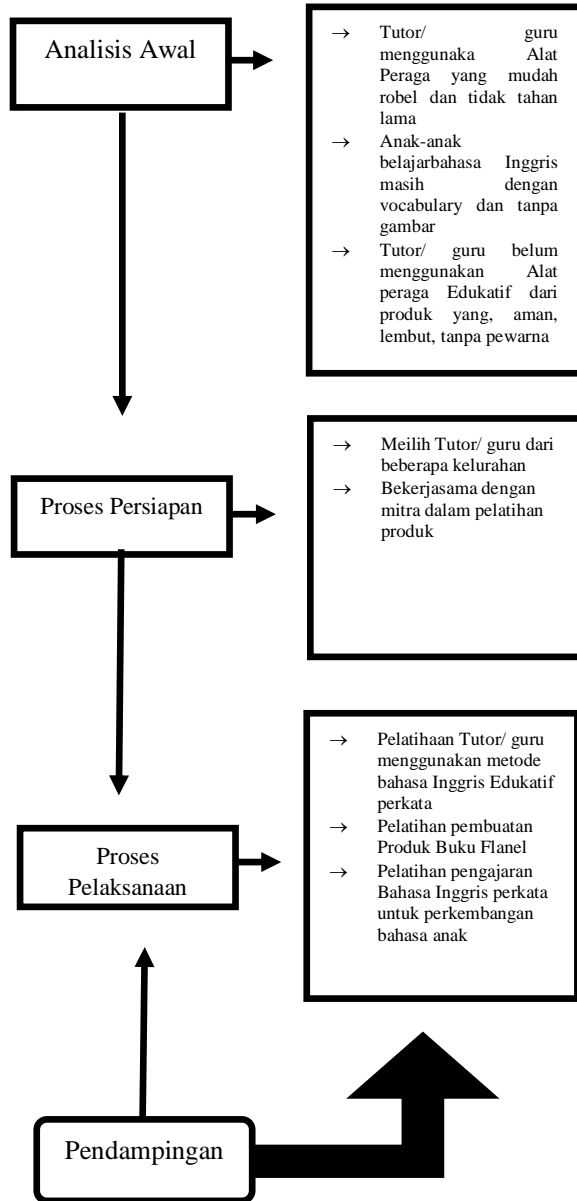 Analisis Awal
→ Tutor/ guru
menggunaka Alat
Peraga yang mudah
robel dan tidak tahan
lama
→ Anak-anak
belajarbahasa Inggris
masih dengan
vocabulary dan tanpa
gambar
→ Tutor/ guru belum
menggunakan Alat
peraga Edukatif dari
produk yang, aman,
lembut, tanpa pewarna
Proses Persiapan
→ Meilih Tutor/ guru dari
beberapa kelurahan
→ Bekerjasama dengan
mitra dalam pelatihan
produk
Proses
Pelaksanaan
→ Pelatihaan Tutor/ guru
menggunakan metode
bahasa Inggris Edukatif
perkata
→ Pelatihan pembuatan
Produk Buku Flanel
→ Pelatihan pengajaran
Bahasa Inggris perkata
untuk perkembangan
bahasa anak
Pendampingan